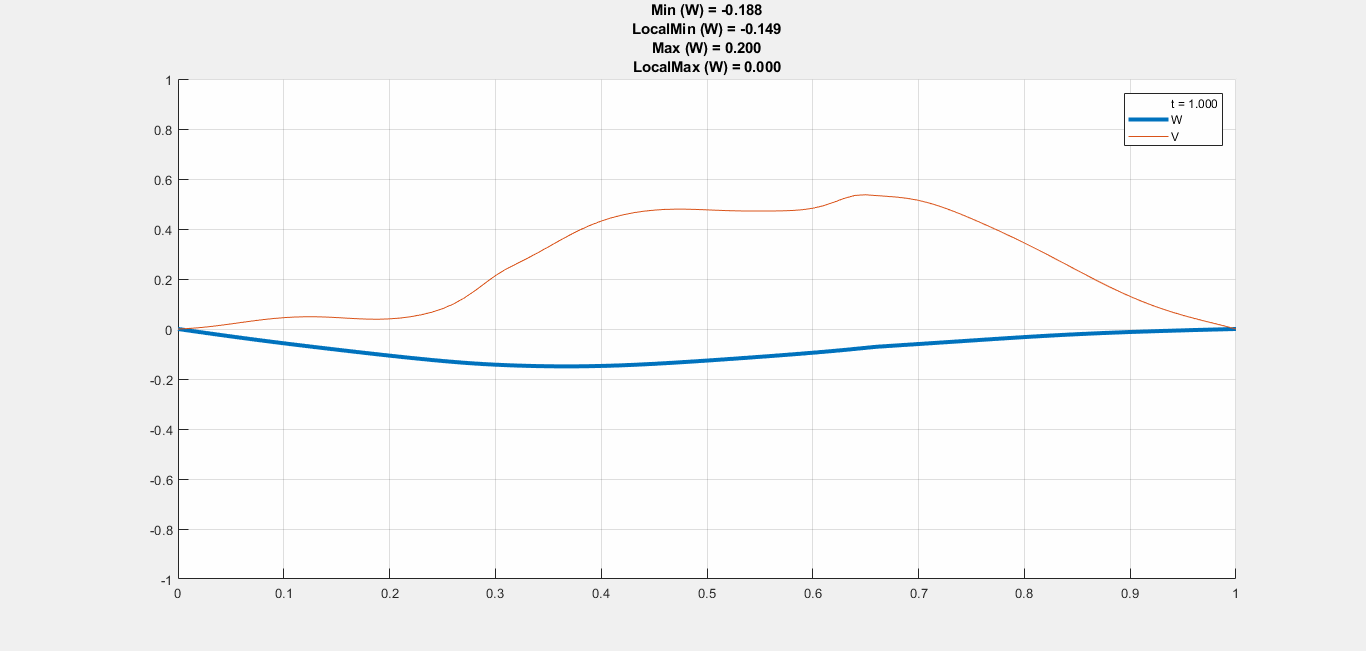 Min (W) = -0.188
LocalMin (W) = -0.149
Max (W) = 0.200
LocalMax (W) = 0.000
1
0.8
0.6
0.4
0.2
0
-0.2
-0.4
-0.6
-0.8
-1
0 0.1 0.2 0.3 0.4 0.5 0.6 0.7 0.8 0.9 1
t = 1.000
W
V